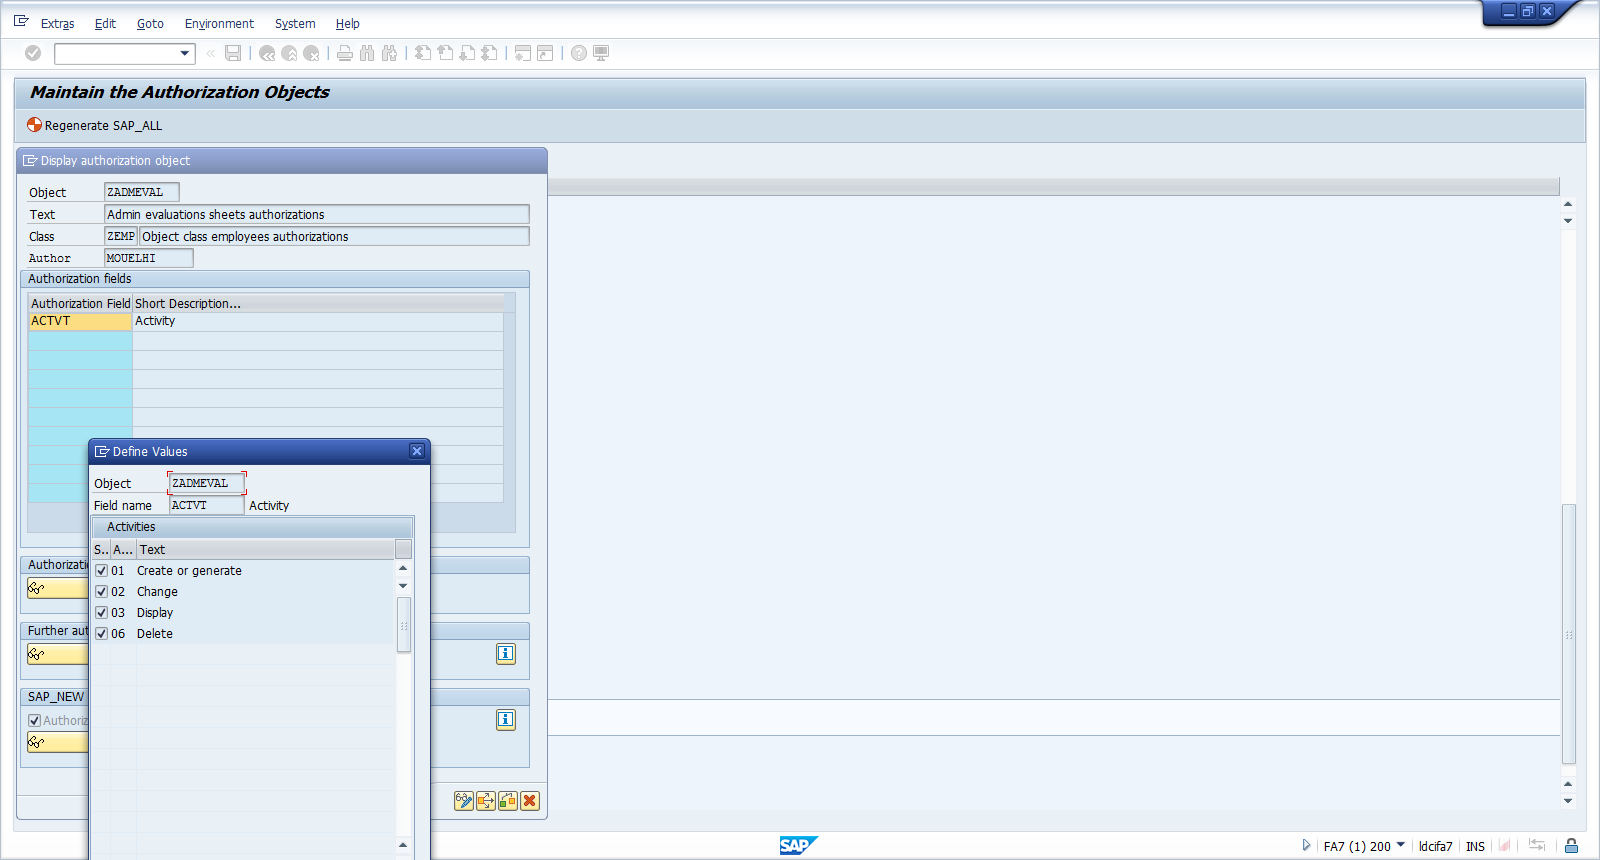 Extras Edit Goto Environment System Help
Maintain the Authorization Objects
Regenerate SAP_ALL
Display authorization object
Object ZADMEVAL
Text Admin evaluations sheets authorizations
Class ZEMP Object class employees authorizations
Author MOUELHI
Authorization fields
Authorization Field Short Description...
ACTVT Activity
Define Values
Object ZADMEVAL
Field name ACTVT Activity
Activities
S.. A... Text
01 Create or generate
02 Change
03 Display
06 Delete
Authorizati
Further aut
SAP_NEW
Authoriz
SAP
FA7 (1) 200 ldcifa7 INS